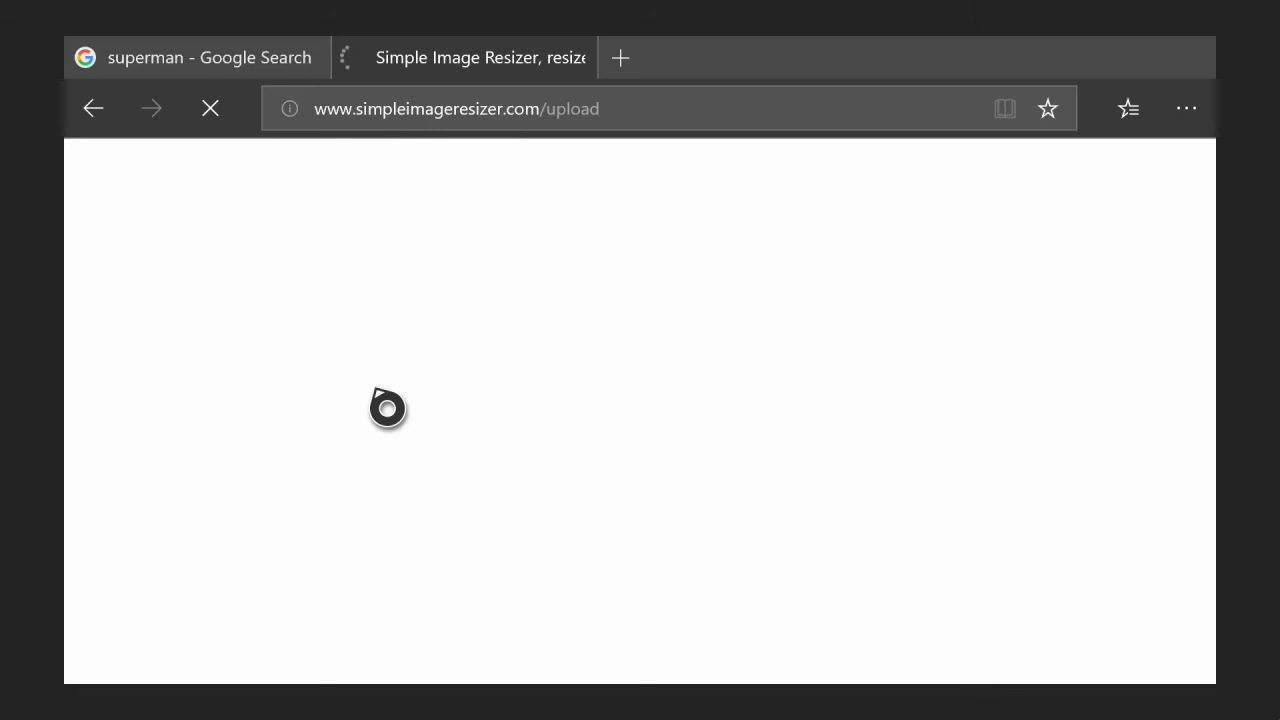 superman - Google Search
Simple Image Resizer, resize
www.simpleimageresizer.com/upload